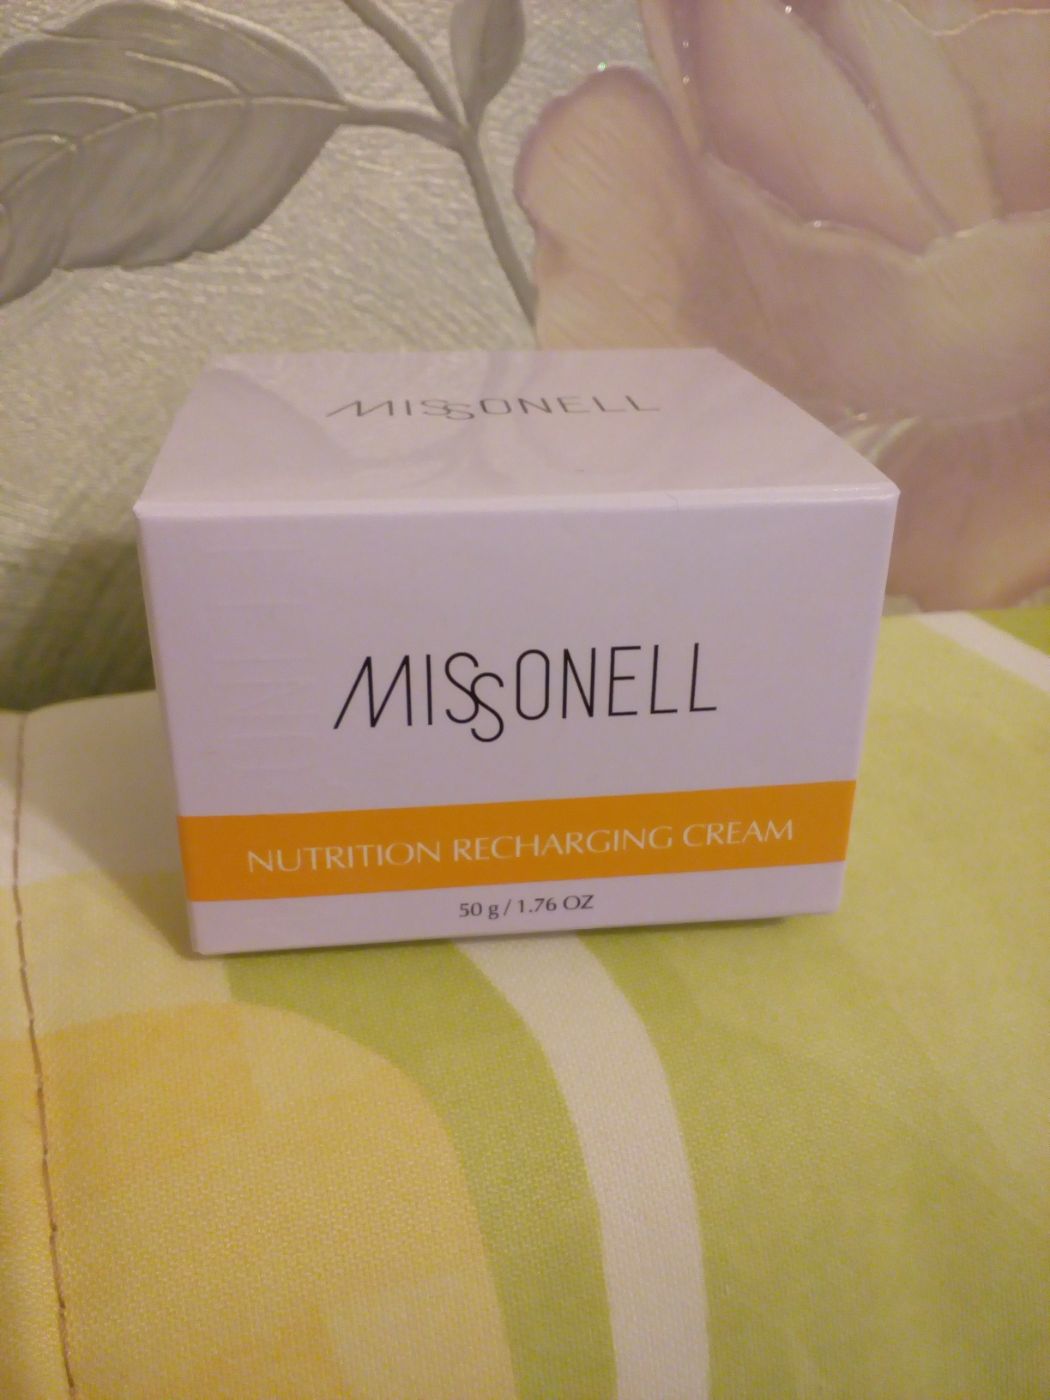 MISSONELL
MISSONELL
NUTRITION RECHARGING CREAM
50 g / 1.76 OZ